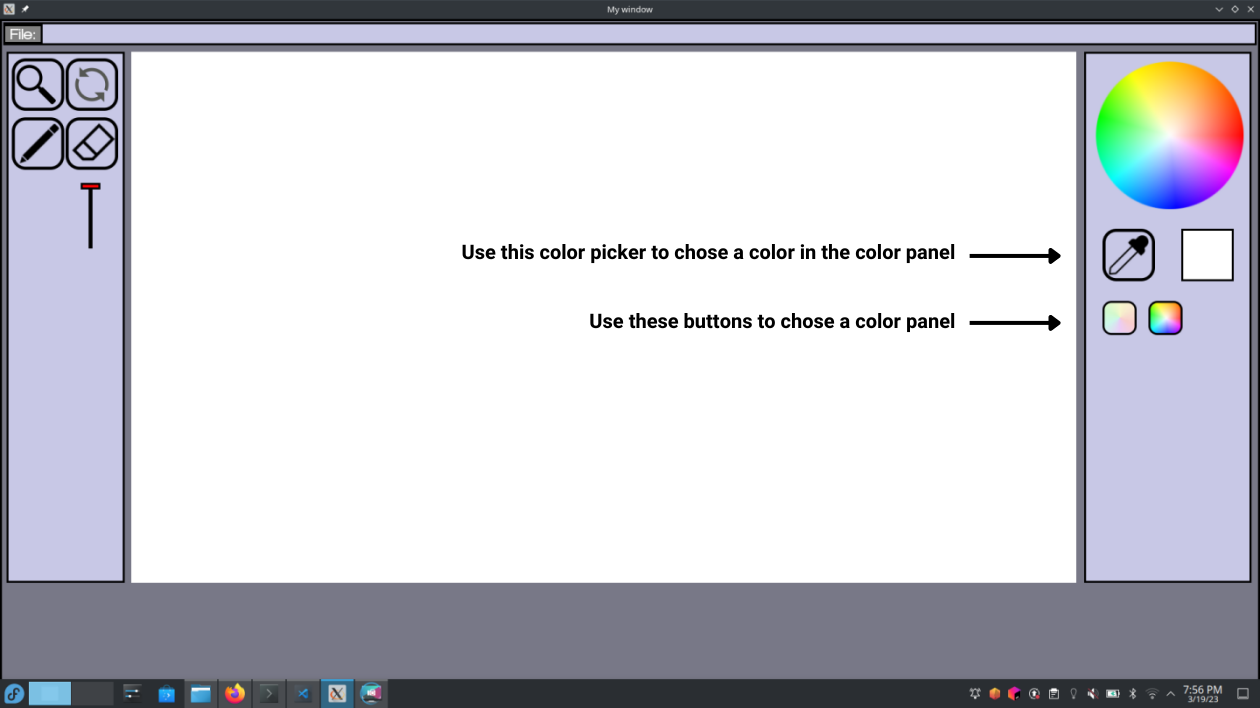 My window
File:
Use this color picker to chose a color in the color panel
Use these buttons to chose a color panel
7:56 PM
3/19/23